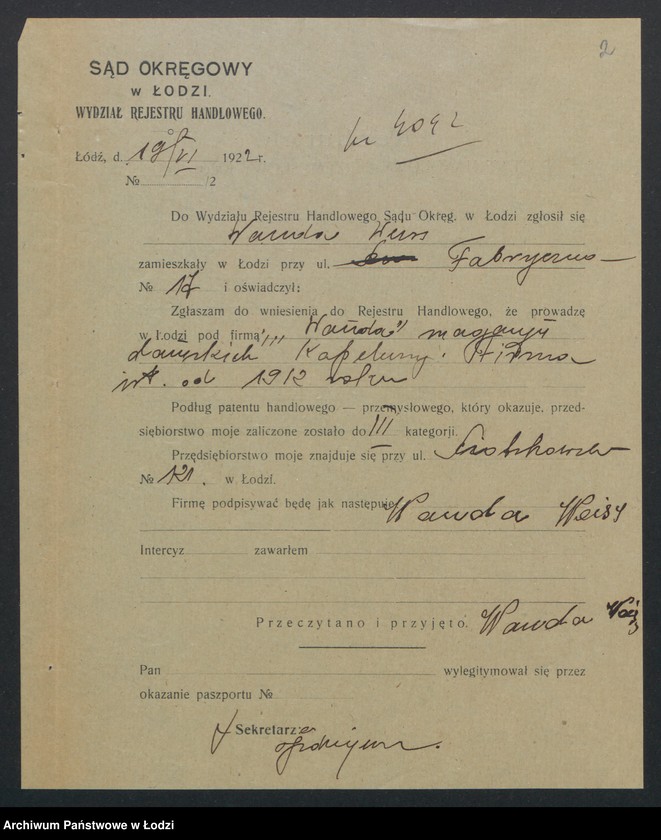 2
SĄD OKRĘGOWY
W ŁODZI.
WYDZIAŁ REJESTRU HANDLOWEGO.
Nr 4092
Łódź, d. 19/VI 1922 r.
№ /2
Do Wydziału Rejestru Handlowego Sądu Okręg. w Łodzi zgłosił się
Wanda Weiss
zamieszkały w Łodzi przy ul. Fabryczna
№ 17 i oświadczył:
Zgłaszam do wniesienia do Rejestru Handlowego, że prowadzę
w Łodzi pod firmą „Wanda" magazyn
damskich Kapeluszy. Firma
istn. od 1912 roku
Podług patentu handlowego — przemysłowego, który okazuję, przed-
siębiorstwo moje zaliczone zostało do III kategorji.
Przędsiębiorstwo moje znajduje się przy ul. Piotrkowska
№ 121. w Łodzi.
Firmę podpisywać będę jak następuje Wanda Weiss
Intercyz zawarłem
Przeczytano i przyjęto. Wanda Weiss
Pan wylegitymował się przez
okazanie paszportu №
Sekretarz
Archiwum Państwowe w Łodzi